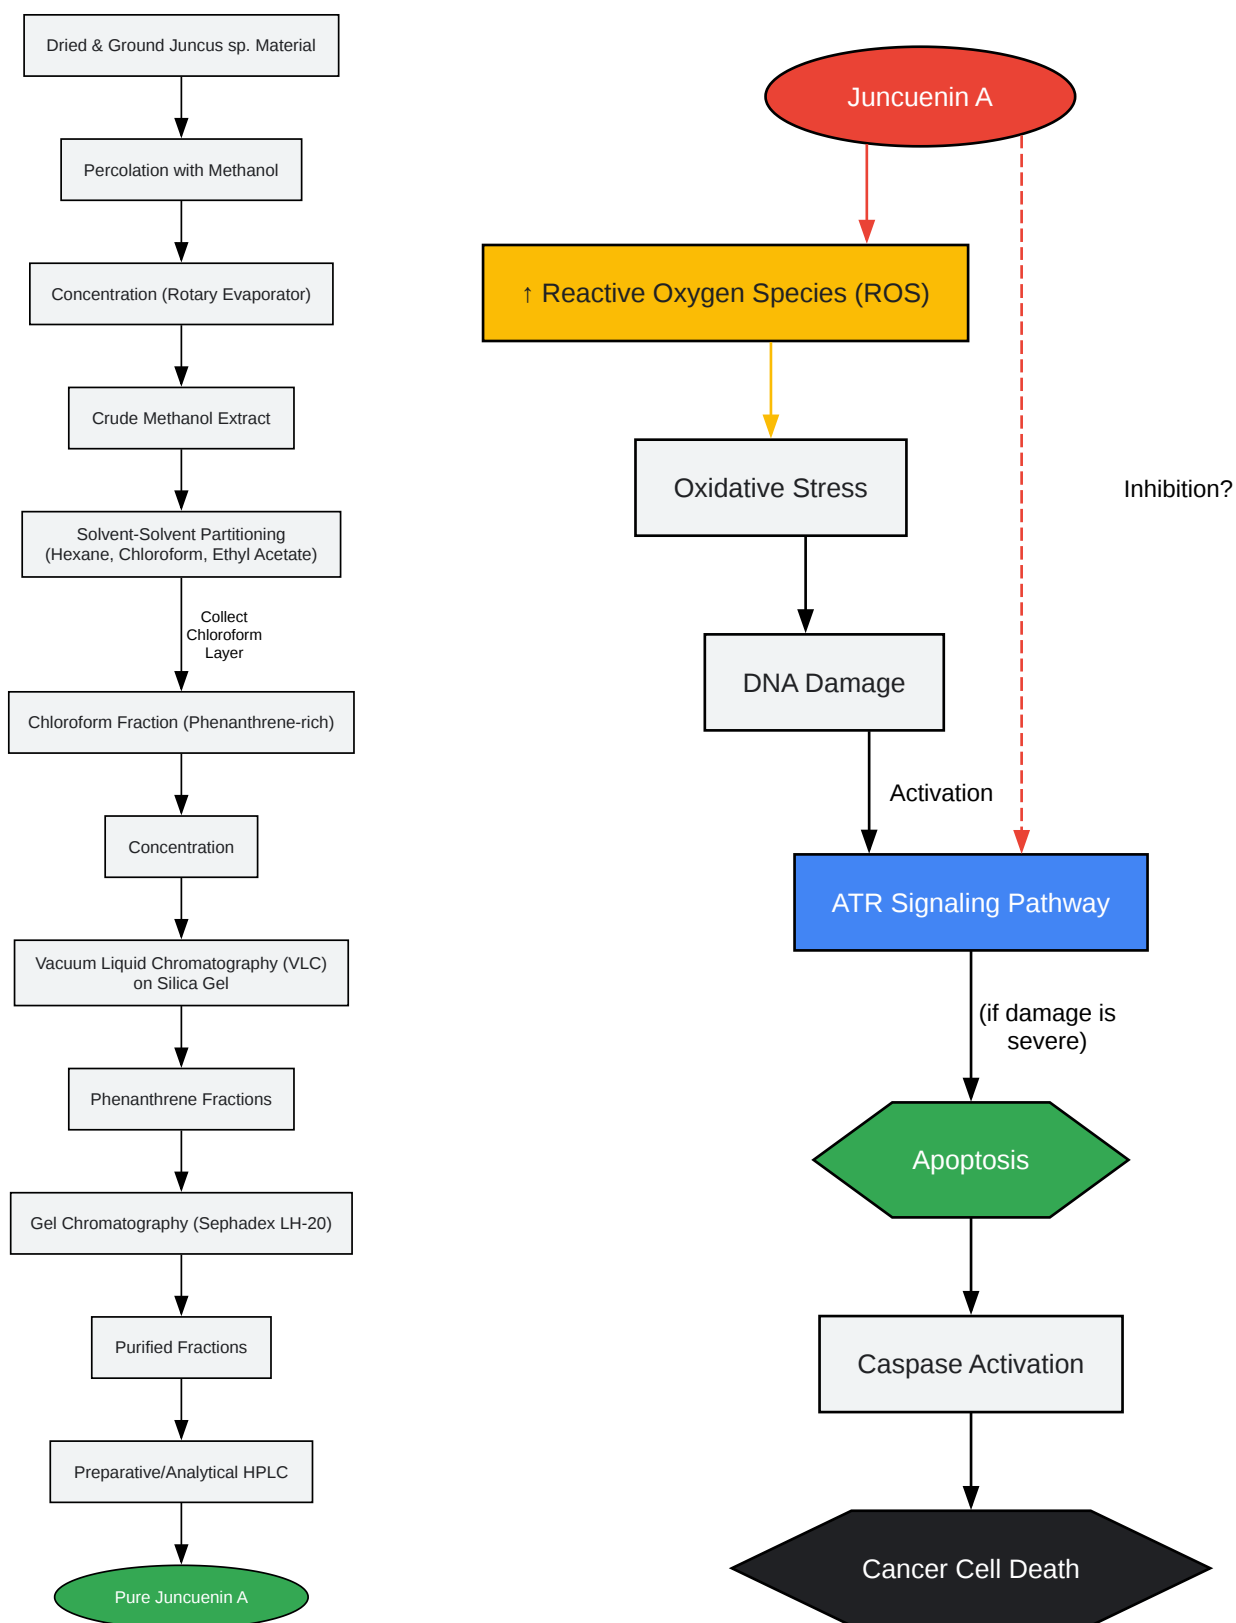 Dried & Ground Juncus sp. Material
Percolation with Methanol
Concentration (Rotary Evaporator)
Crude Methanol Extract
Solvent-Solvent Partitioning
(Hexane, Chloroform, Ethyl Acetate)
Collect
Chloroform
Layer
Chloroform Fraction (Phenanthrene-rich)
Concentration
Vacuum Liquid Chromatography (VLC)
on Silica Gel
Phenanthrene Fractions
Gel Chromatography (Sephadex LH-20)
Purified Fractions
Preparative/Analytical HPLC
Pure Juncuenin A
Juncuenin A
↑ Reactive Oxygen Species (ROS)
Oxidative Stress
Inhibition?
DNA Damage
Activation
ATR Signaling Pathway
(if damage is
severe)
Apoptosis
Caspase Activation
Cancer Cell Death